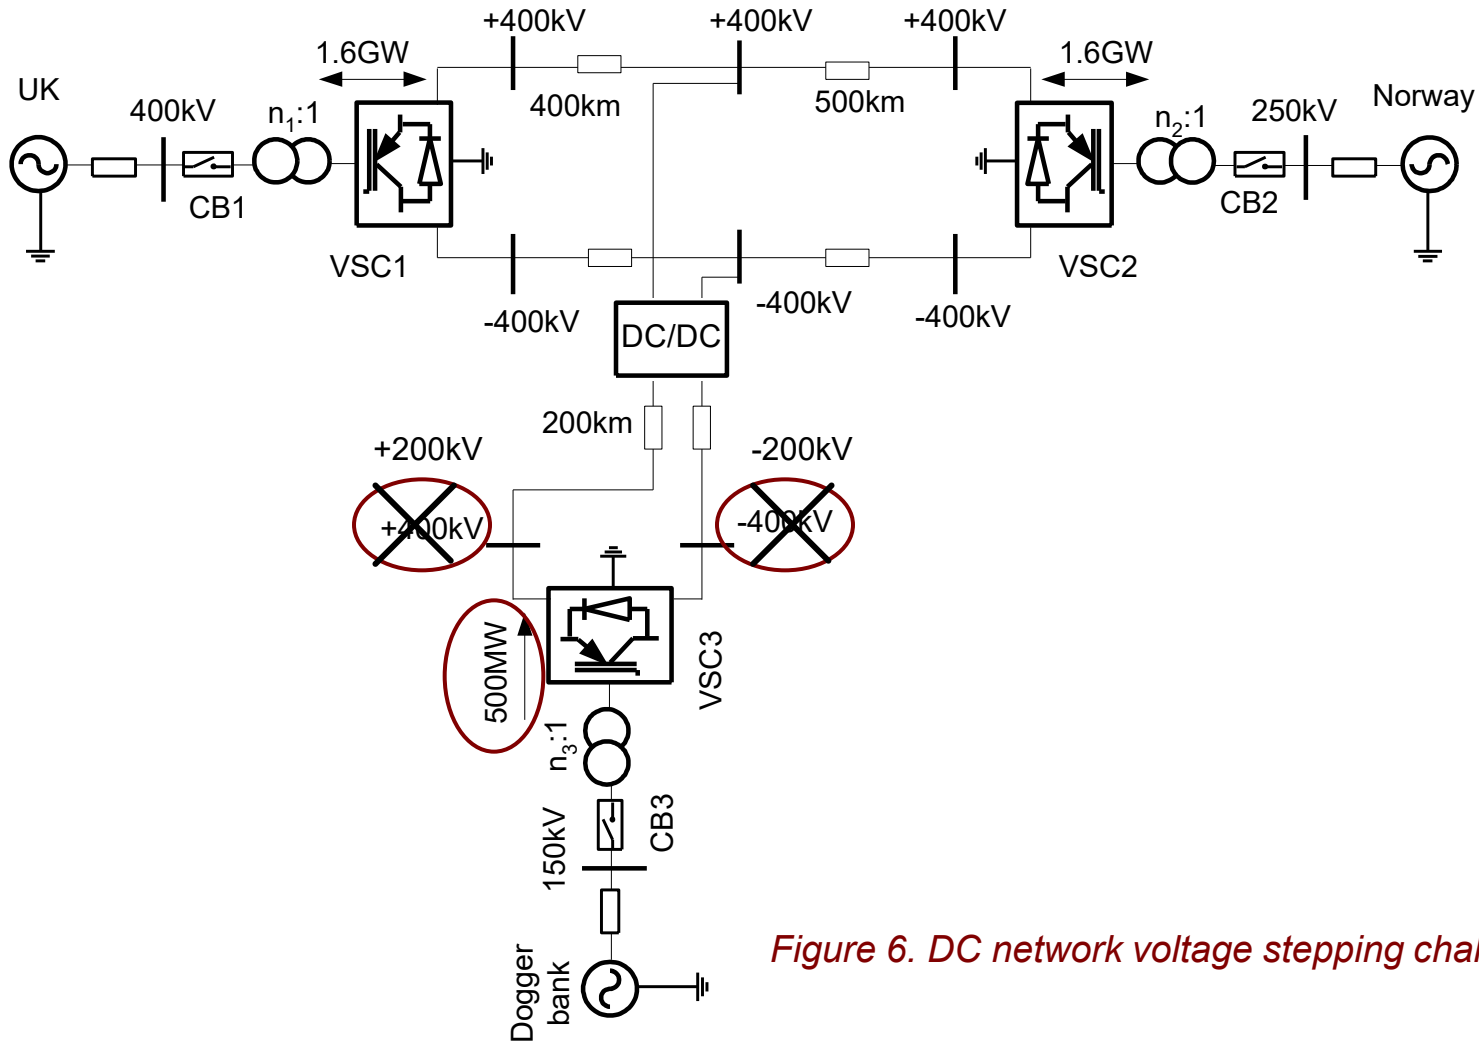 +400kV
+400kV
+400kV
1.6GW
1.6GW
UK
400kV
n1:1
400km
500km
n2:1
250kV
Norway
CB1
CB2
VSC1
VSC2
-400kV
-400kV
-400kV
DC/DC
200km
+200kV
-200kV
+400kV
-400kV
500MW
VSC3
n3:1
150kV
CB3
Dogger
bank
Figure 6. DC network voltage stepping